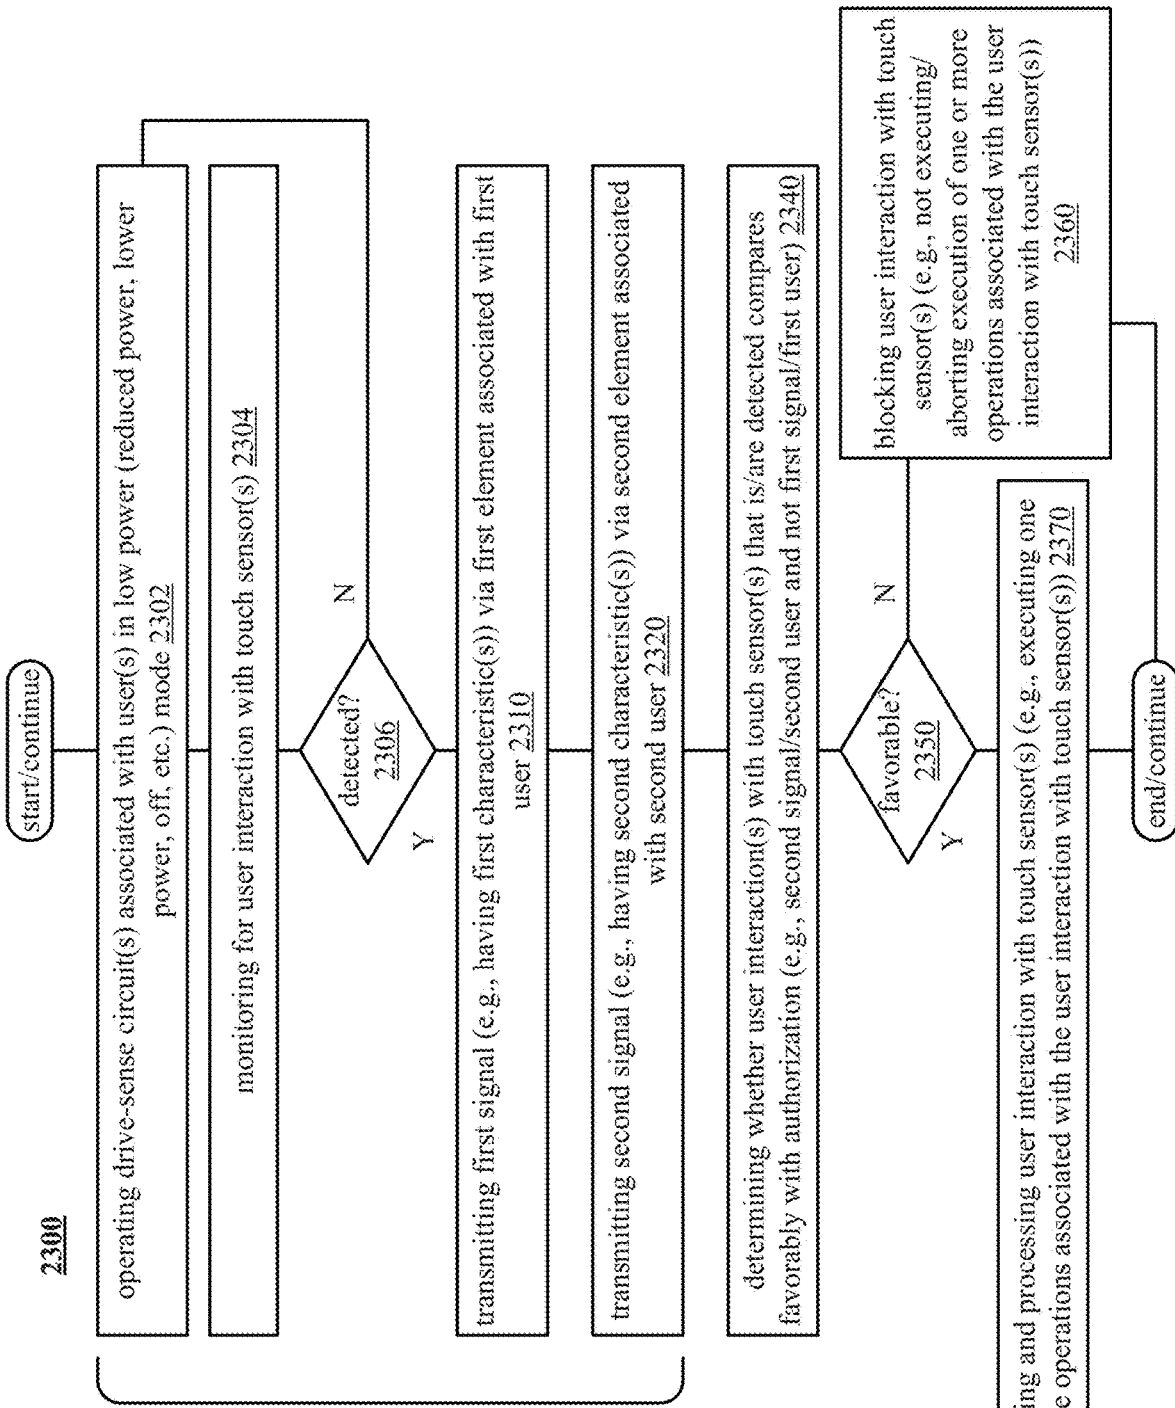 2300
start/continue
operating drive-sense circuit(s) associated with user(s) in low power (reduced power, lower
power, off, etc.) mode 2302
monitoring for user interaction with touch sensor(s) 2304
detected?
2306
N
Y
transmitting first signal (e.g., having first characteristic(s)) via first element associated with first
user 2310
transmitting second signal (e.g., having second characteristic(s)) via second element associated
with second user 2320
determining whether user interaction(s) with touch sensor(s) that is/are detected compares
favorably with authorization (e.g., second signal/second user and not first signal/first user) 2340
favorable?
2350
N
Y
blocking user interaction with touch
sensor(s) (e.g., not executing/
aborting execution of one or more
operations associated with the user
interaction with touch sensor(s))
2360
and processing user interaction with touch sensor(s) (e.g., executing one
operations associated with the user interaction with touch sensor(s)) 2370
end/continue